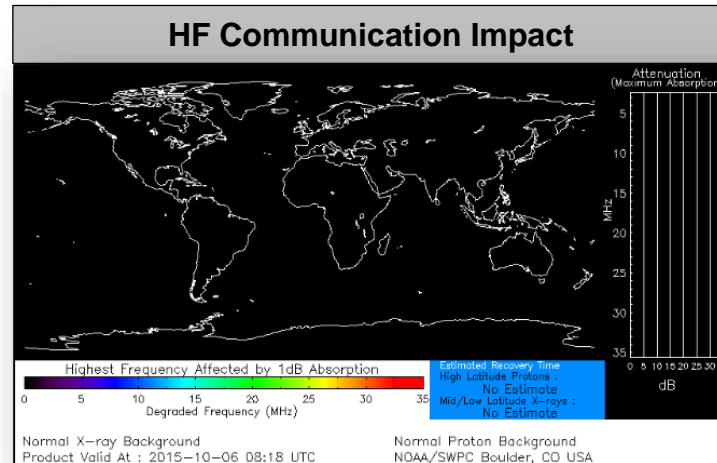 HF Communication Impact
Attenuation
(Maximum Absorption
5
10
15
20
25
30
35
MHz
0 5 10 15 20 25 30
dB
Highest Frequency Affected by 1dB Absorption
0 5 10 15 20 25 30 35
Degraded Frequency (MHz)
Estimated Recovery Time
High Latitude Protons :
No Estimate
Mid/Low Latitude X-rays :
No Estimate
Normal X-ray Background
Normal Proton Background
Product Valid At : 2015-10-06 08:18 UTC
NOAA/SWPC Boulder, CO USA